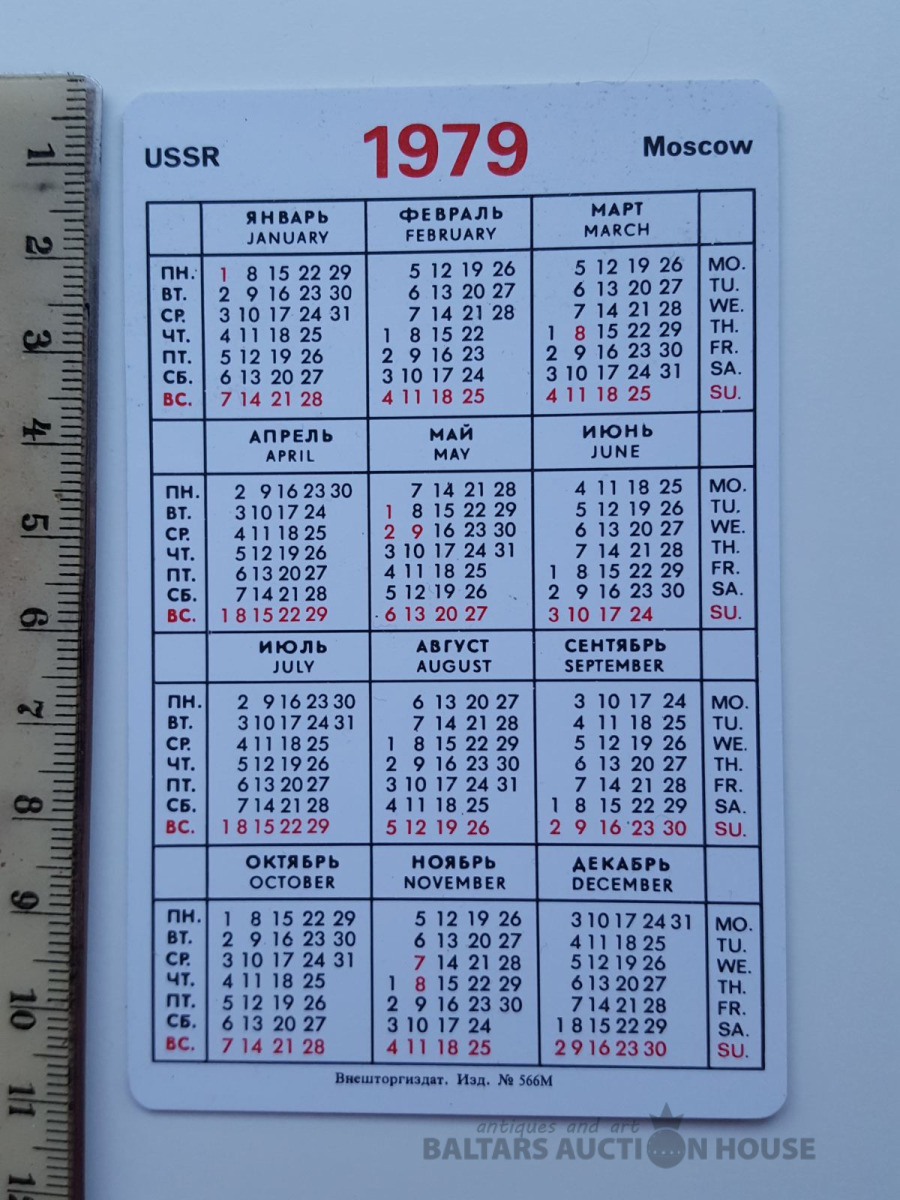 USSR 1979 Moscow
ЯНВАРЬ ФЕВРАЛЬ МАРТ
JANUARY FEBRUARY MARCH
ПН. 1 8 15 22 29 5 12 19 26 5 12 19 26 MO.
ВТ. 2 9 16 23 30 6 13 20 27 6 13 20 27 TU.
СР. 3 10 17 24 31 7 14 21 28 7 14 21 28 WE.
ЧТ. 4 11 18 25 1 8 15 22 1 8 15 22 29 TH.
ПТ. 5 12 19 26 2 9 16 23 2 9 16 23 30 FR.
СБ. 6 13 20 27 3 10 17 24 3 10 17 24 31 SA.
ВС. 7 14 21 28 4 11 18 25 4 11 18 25 SU.
АПРЕЛЬ МАЙ ИЮНЬ
APRIL MAY JUNE
ПН. 2 9 16 23 30 7 14 21 28 4 11 18 25 MO.
ВТ. 3 10 17 24 1 8 15 22 29 5 12 19 26 TU.
СР. 4 11 18 25 2 9 16 23 30 6 13 20 27 WE.
ЧТ. 5 12 19 26 3 10 17 24 31 7 14 21 28 TH.
ПТ. 6 13 20 27 4 11 18 25 1 8 15 22 29 FR.
СБ. 7 14 21 28 5 12 19 26 2 9 16 23 30 SA.
ВС. 1 8 15 22 29 6 13 20 27 3 10 17 24 SU.
ИЮЛЬ АВГУСТ СЕНТЯБРЬ
JULY AUGUST SEPTEMBER
ПН. 2 9 16 23 30 6 13 20 27 3 10 17 24 MO.
ВТ. 3 10 17 24 31 7 14 21 28 4 11 18 25 TU.
СР. 4 11 18 25 1 8 15 22 29 5 12 19 26 WE.
ЧТ. 5 12 19 26 2 9 16 23 30 6 13 20 27 TH.
ПТ. 6 13 20 27 3 10 17 24 31 7 14 21 28 FR.
СБ. 7 14 21 28 4 11 18 25 1 8 15 22 29 SA.
ВС. 1 8 15 22 29 5 12 19 26 2 9 16 23 30 SU.
ОКТЯБРЬ НОЯБРЬ ДЕКАБРЬ
OCTOBER NOVEMBER DECEMBER
ПН. 1 8 15 22 29 5 12 19 26 3 10 17 24 31 MO.
ВТ. 2 9 16 23 30 6 13 20 27 4 11 18 25 TU.
СР. 3 10 17 24 31 7 14 21 28 5 12 19 26 WE.
ЧТ. 4 11 18 25 1 8 15 22 29 6 13 20 27 TH.
ПТ. 5 12 19 26 2 9 16 23 30 7 14 21 28 FR.
СБ. 6 13 20 27 3 10 17 24 1 8 15 22 29 SA.
ВС. 7 14 21 28 4 11 18 25 2 9 16 23 30 SU.
Внешторгиздат. Изд. № 566М
1
2
3
4
5
6
7
8
9
10
11
antiques and art
BALTARS AUCTION HOUSE